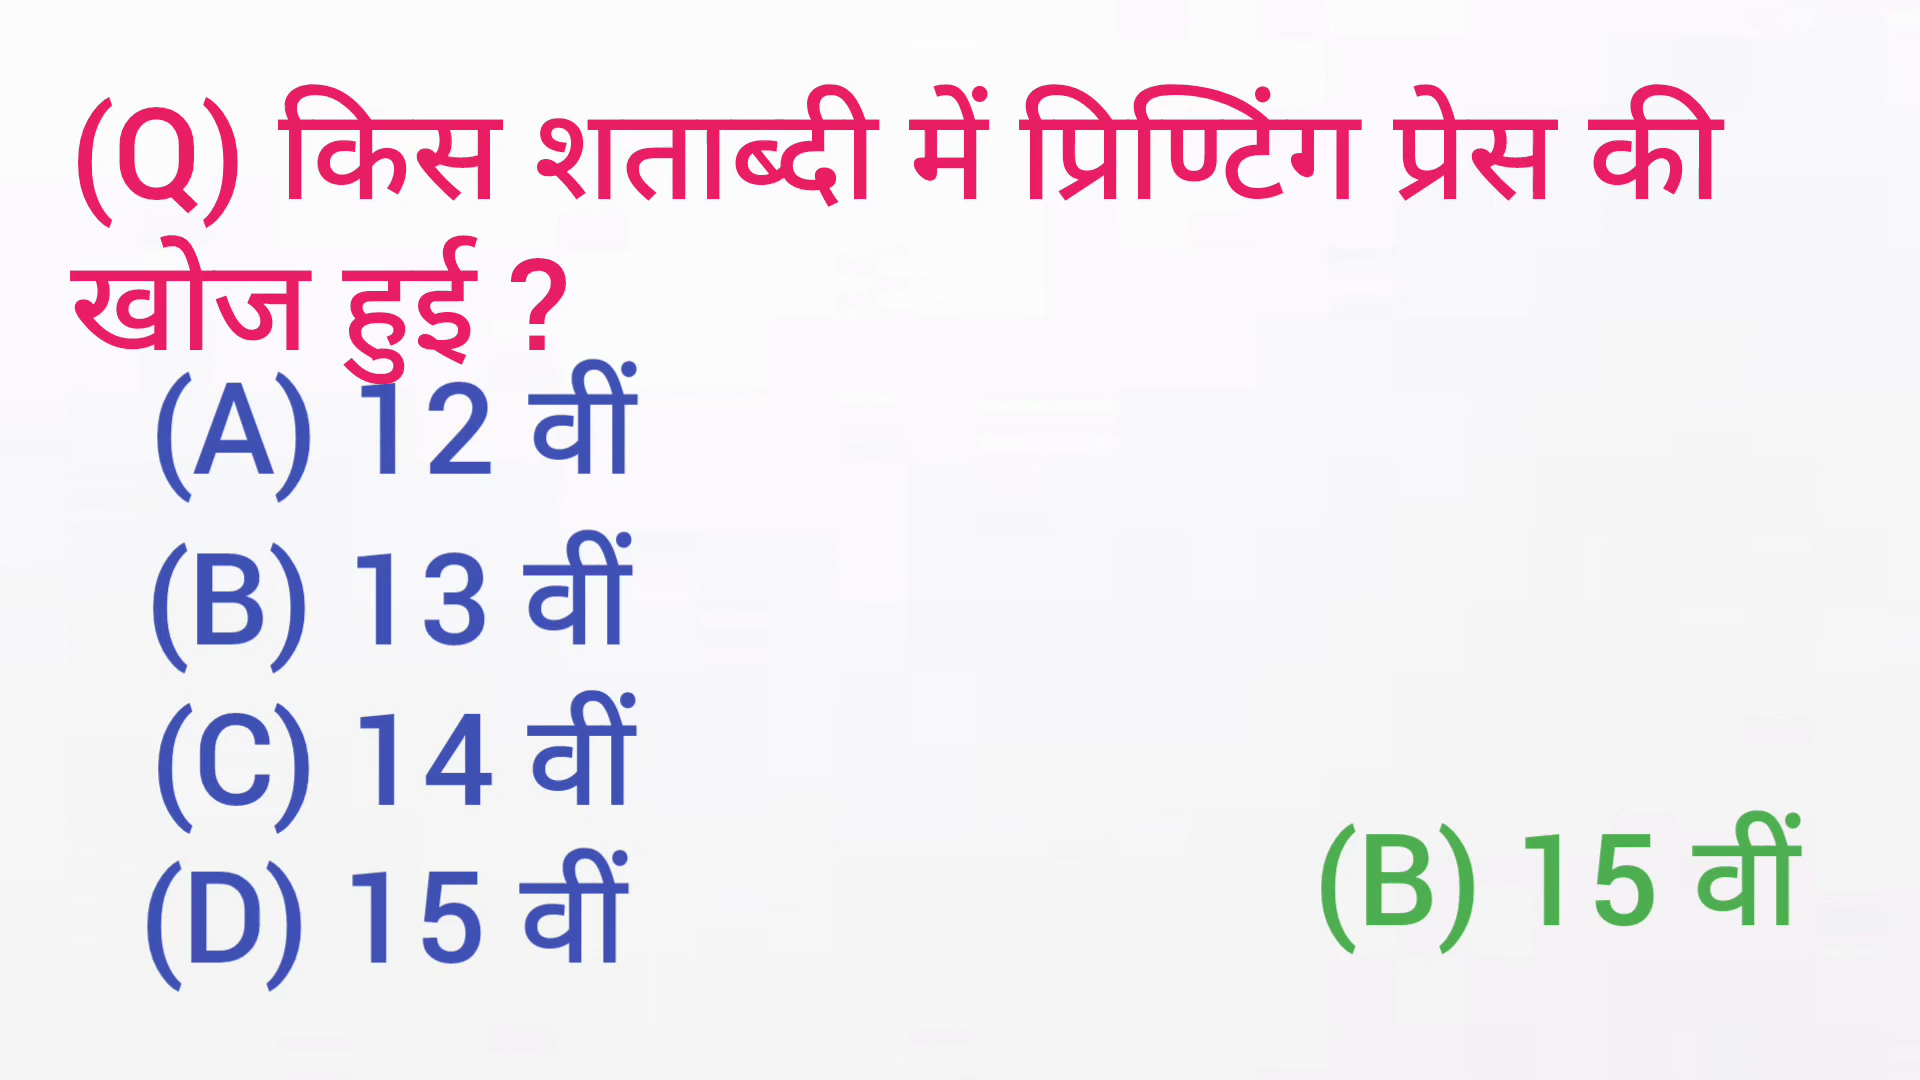 (Q) किस शताब्दी में प्रिण्टिंग प्रेस की
खोज हुई ?
(A) 12 वीं
(B) 13 वीं
(C) 14 वीं
(D) 15 वीं
(B) 15 वीं